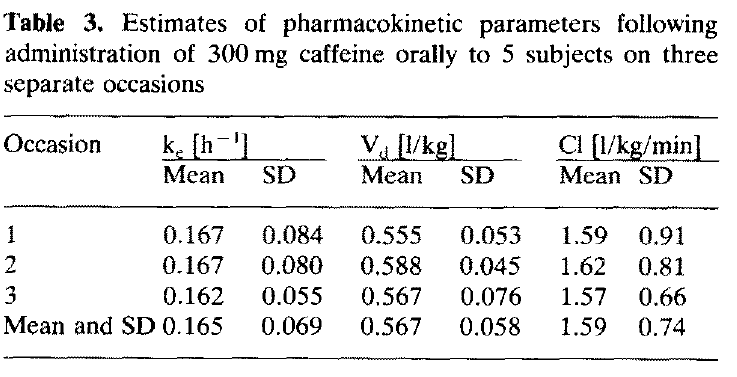 Table 3. Estimates of pharmacokinetic parameters following
administration of 300 mg caffeine orally to 5 subjects on three
separate occasions
Occasion k_e [h⁻¹] V_d [l/kg] Cl [l/kg/min]
Mean SD Mean SD Mean SD
1 0.167 0.084 0.555 0.053 1.59 0.91
2 0.167 0.080 0.588 0.045 1.62 0.81
3 0.162 0.055 0.567 0.076 1.57 0.66
Mean and SD 0.165 0.069 0.567 0.058 1.59 0.74